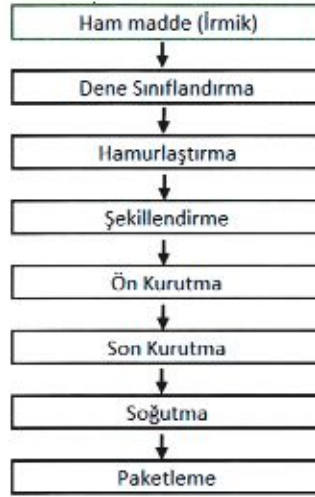 Ham madde (İrmik)
Dene Sınıflandırma
Hamurlaştırma
Şekillendirme
Ön Kurutma
Son Kurutma
Soğutma
Paketleme